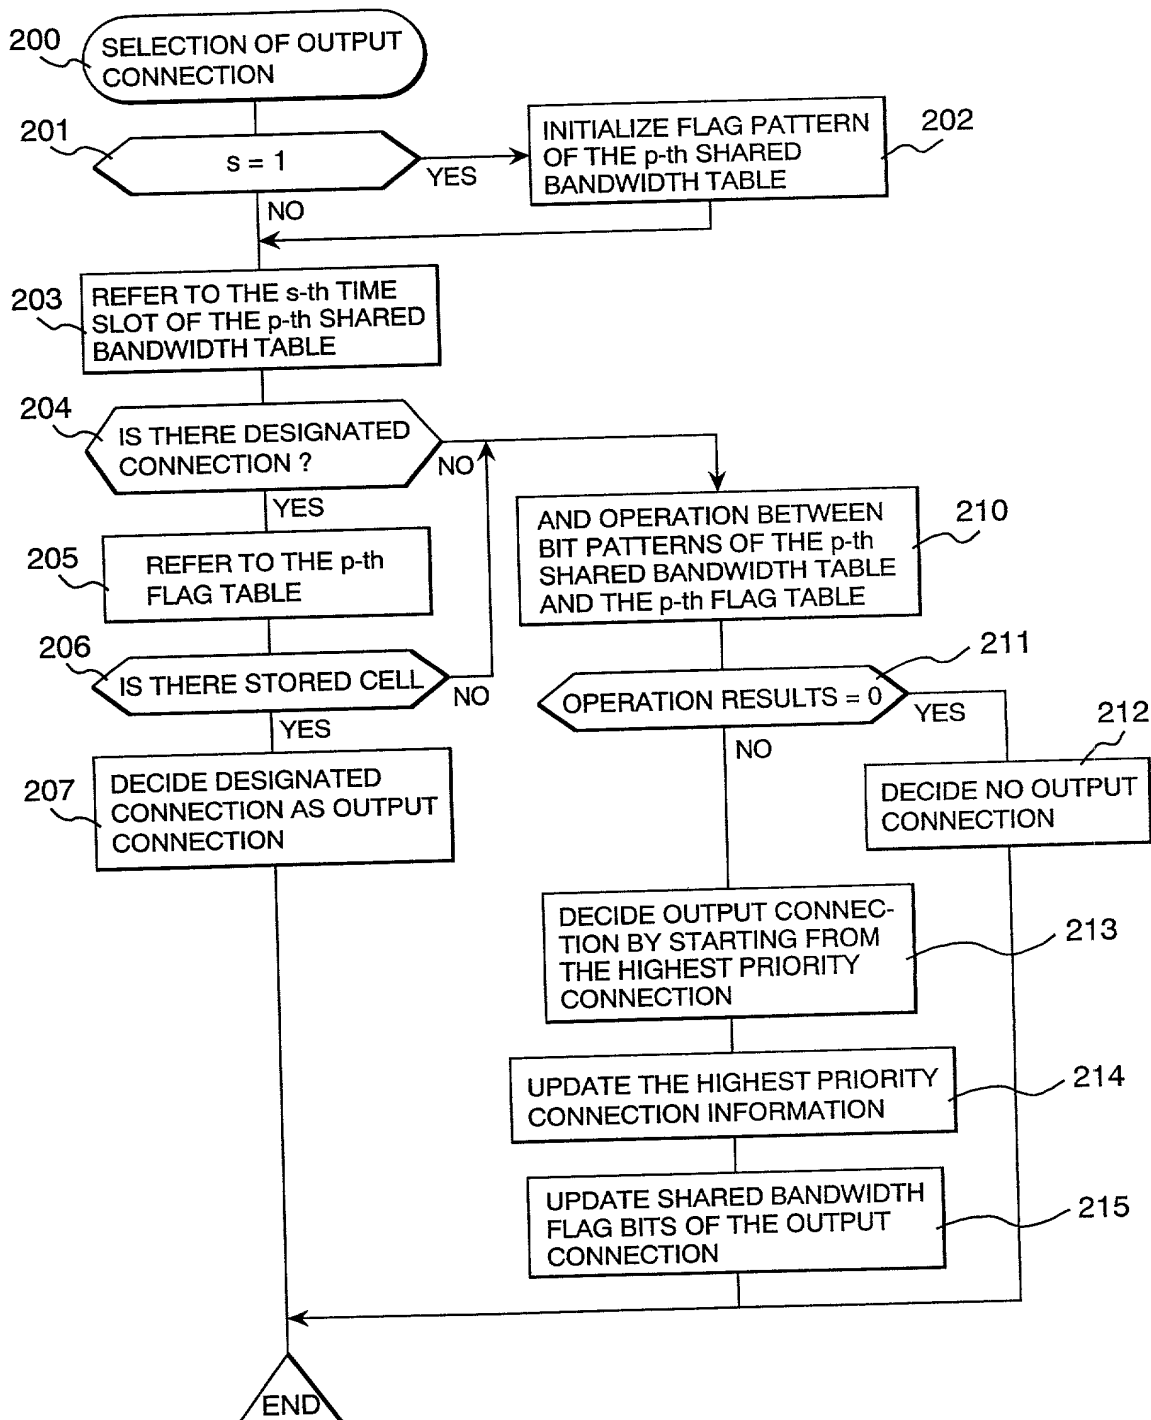 200
SELECTION OF OUTPUT
CONNECTION
201
s = 1
YES
NO
INITIALIZE FLAG PATTERN
OF THE p-th SHARED
BANDWIDTH TABLE
202
203
REFER TO THE s-th TIME
SLOT OF THE p-th SHARED
BANDWIDTH TABLE
204
IS THERE DESIGNATED
CONNECTION ?
NO
YES
205
REFER TO THE p-th
FLAG TABLE
206
IS THERE STORED CELL
NO
YES
207
DECIDE DESIGNATED
CONNECTION AS OUTPUT
CONNECTION
AND OPERATION BETWEEN
BIT PATTERNS OF THE p-th
SHARED BANDWIDTH TABLE
AND THE p-th FLAG TABLE
210
211
OPERATION RESULTS = 0
YES
NO
212
DECIDE NO OUTPUT
CONNECTION
DECIDE OUTPUT CONNEC-
TION BY STARTING FROM
THE HIGHEST PRIORITY
CONNECTION
213
UPDATE THE HIGHEST PRIORITY
CONNECTION INFORMATION
214
UPDATE SHARED BANDWIDTH
FLAG BITS OF THE OUTPUT
CONNECTION
215
END